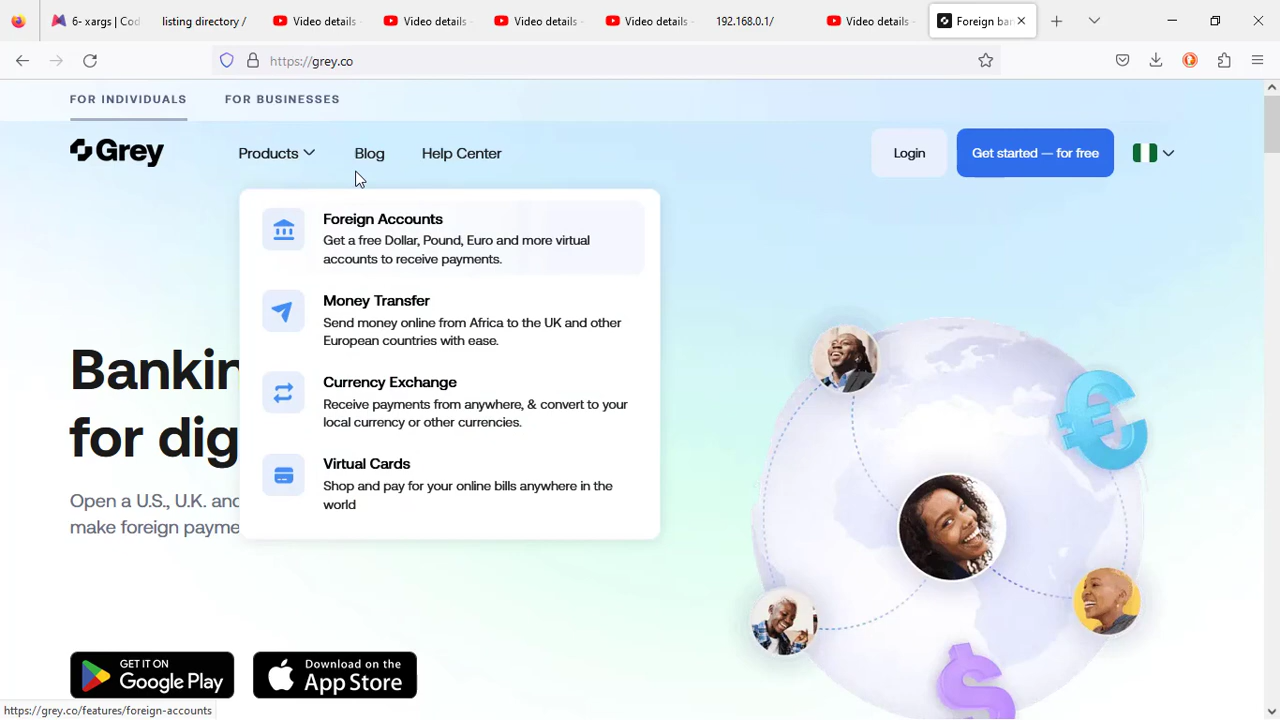 6- xargs | Cod
listing directory /
Video details -
Video details -
Video details -
Video details -
192.168.0.1/
Video details -
Foreign ban
https://grey.co
FOR INDIVIDUALS
FOR BUSINESSES
Grey
Products
Blog
Help Center
Login
Get started — for free
Foreign Accounts
Get a free Dollar, Pound, Euro and more virtual
accounts to receive payments.
Money Transfer
Send money online from Africa to the UK and other
European countries with ease.
Currency Exchange
Receive payments from anywhere, & convert to your
local currency or other currencies.
Virtual Cards
Shop and pay for your online bills anywhere in the
world
Bankin
for dig
Open a U.S., U.K. and
make foreign payme
GET IT ON
Google Play
Download on the
App Store
https://grey.co/features/foreign-accounts